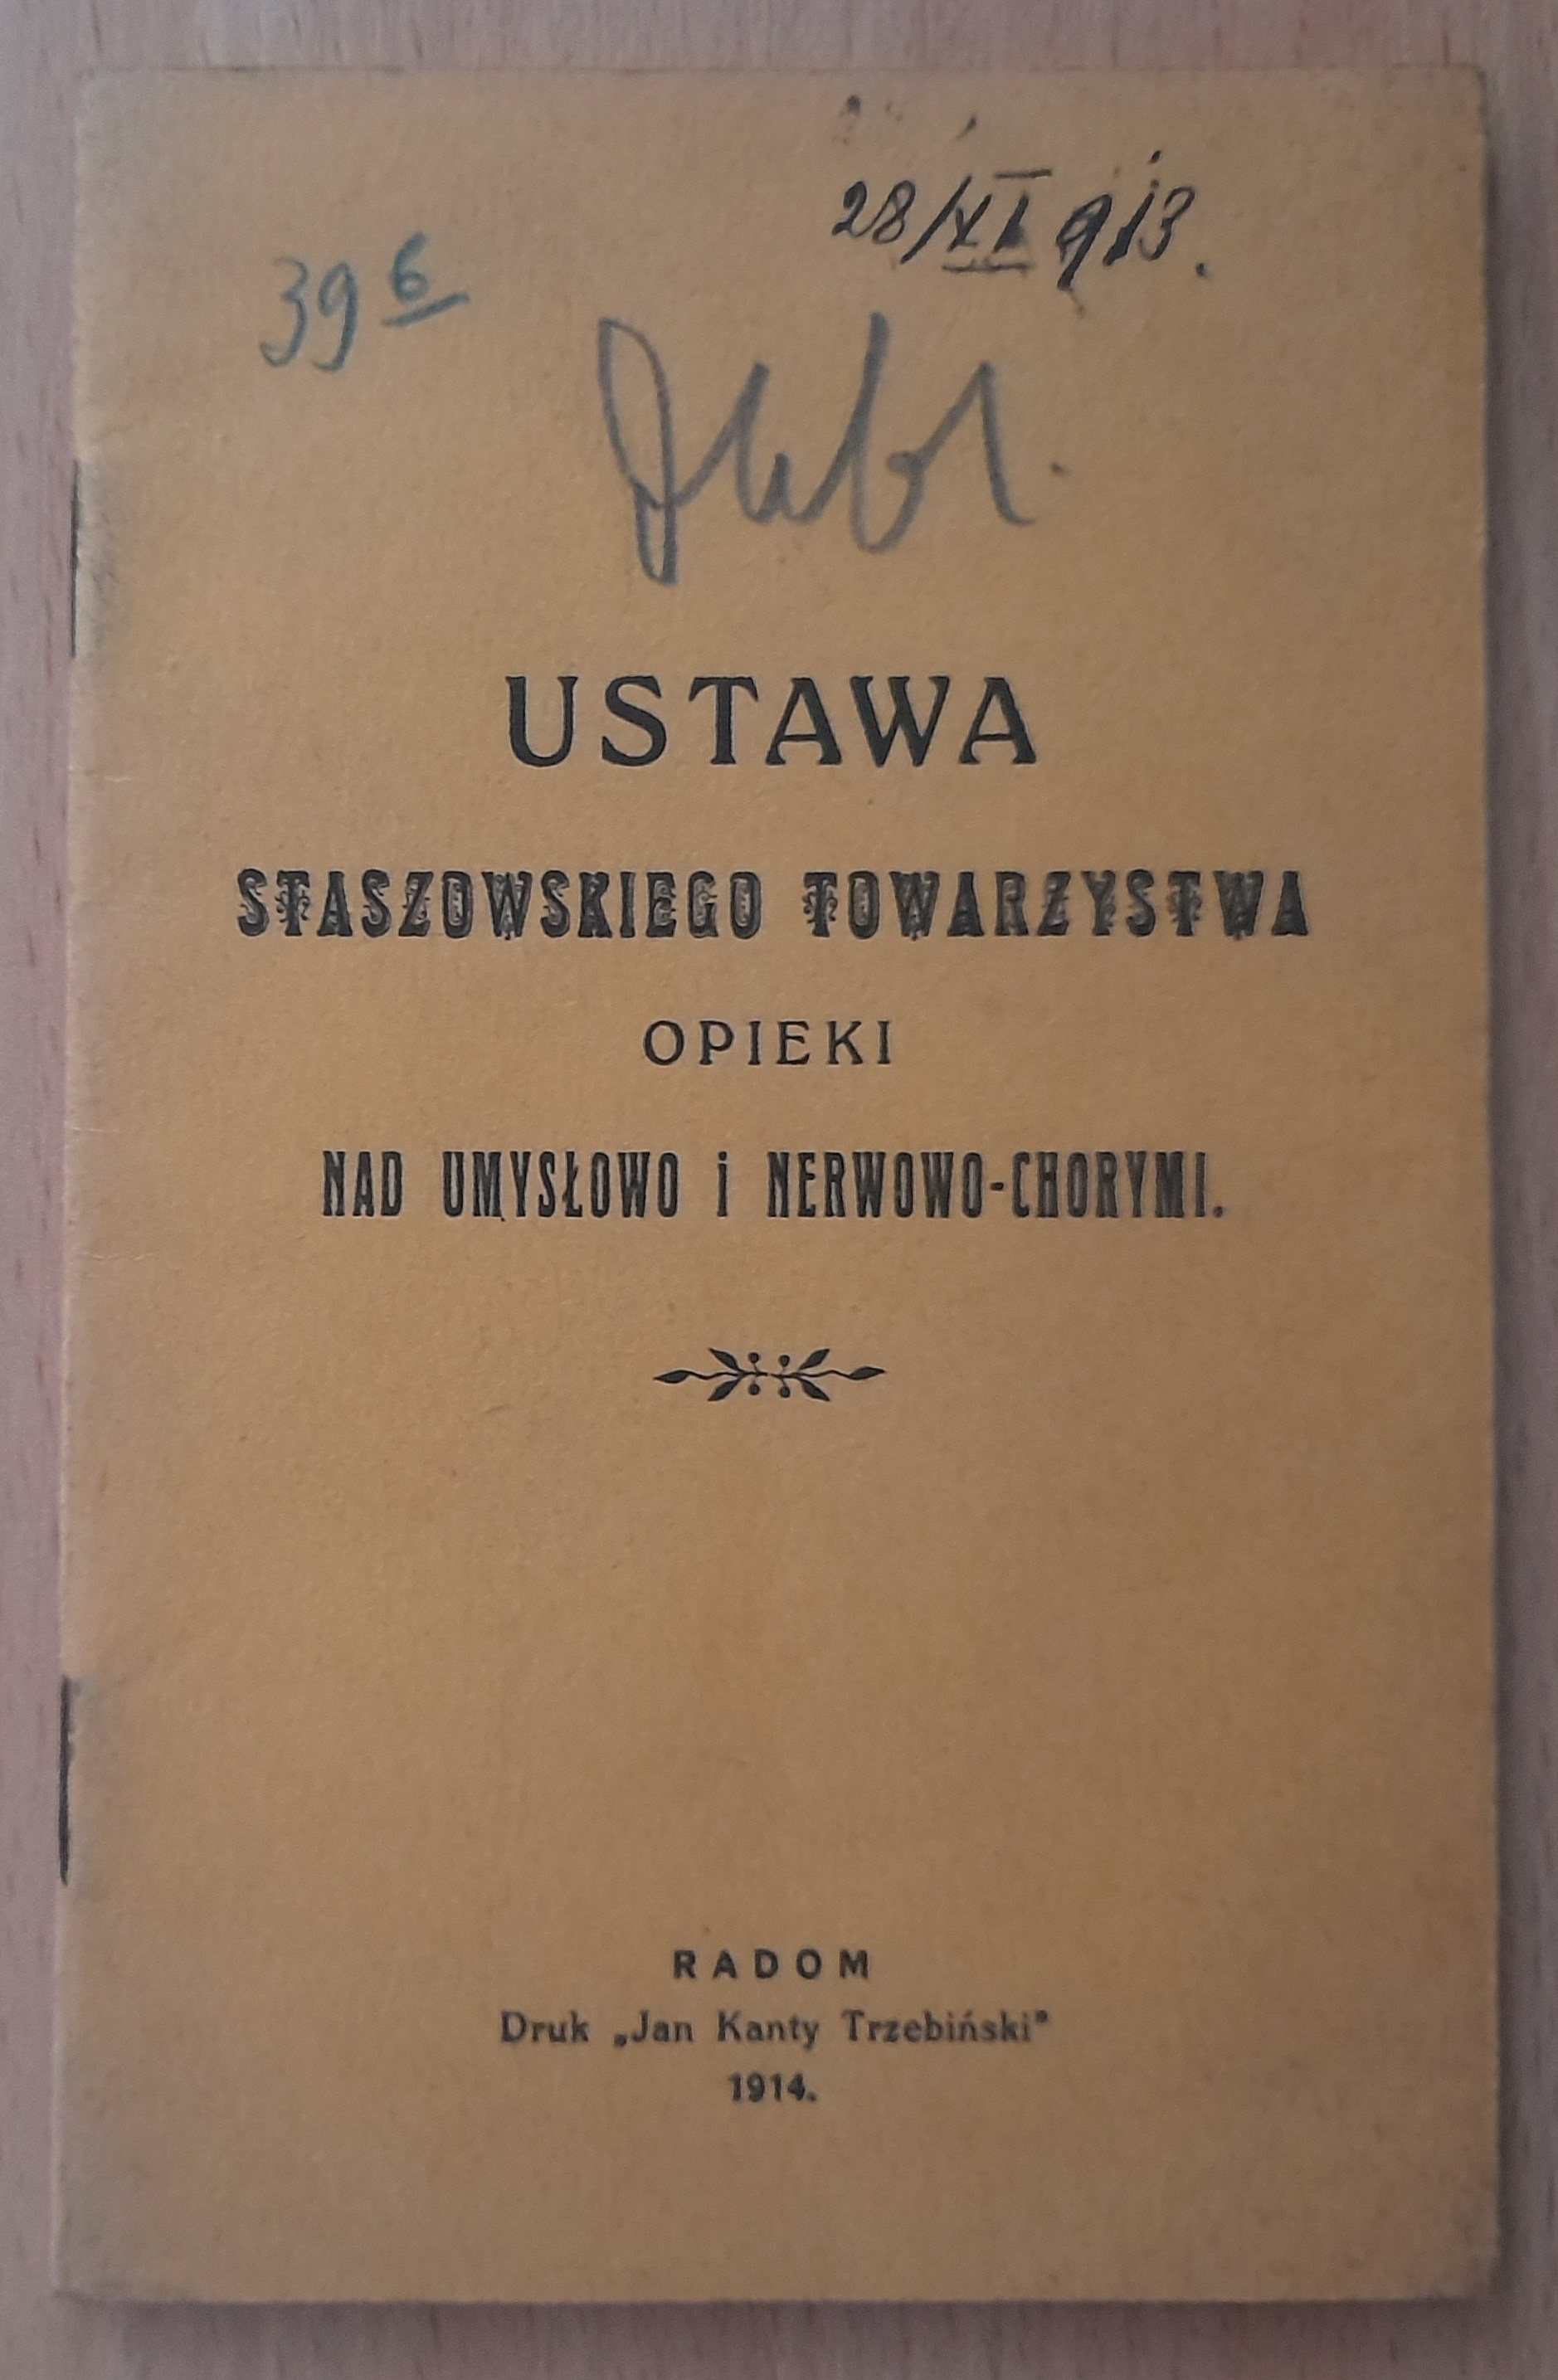 28/XI 913.
39 6
Dubl.
USTAWA
STASZOWSKIEGO TOWARZYSTWA
OPIEKI
NAD UMYSŁOWO i NERWOWO-CHORYMI.
RADOM
Druk „Jan Kanty Trzebiński”
1914.